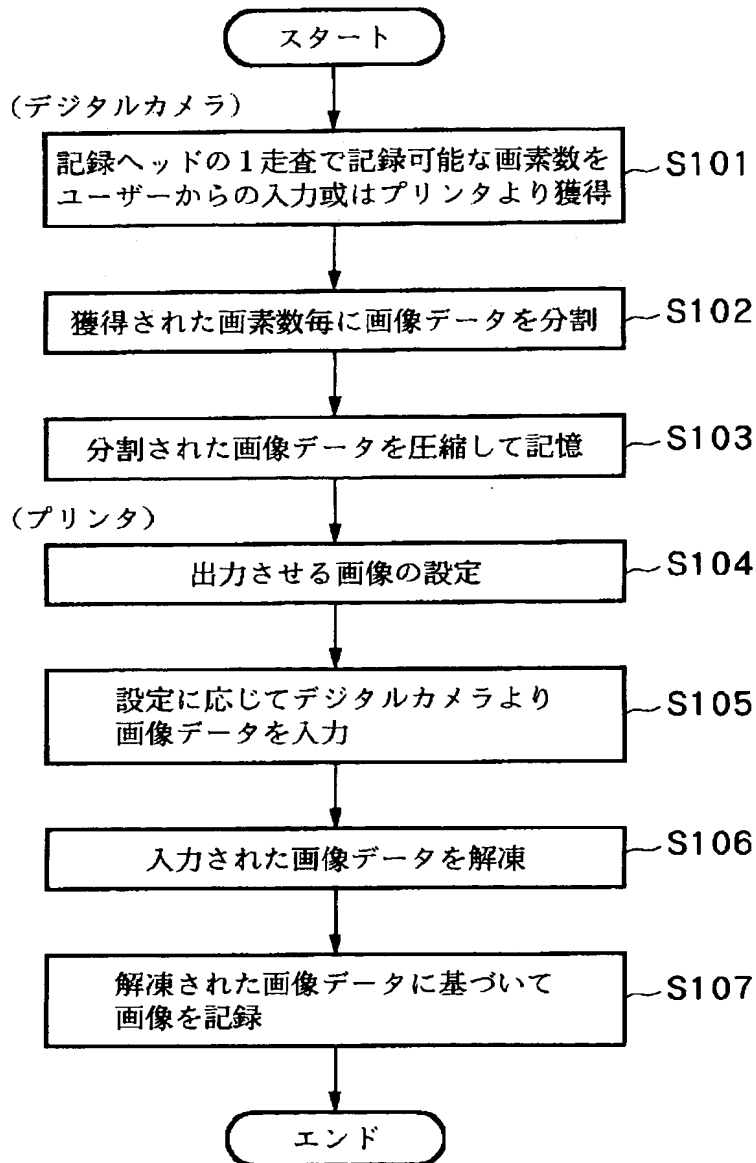 スタート
(デジタルカメラ)
記録ヘッドの1走査で記録可能な画素数を
ユーザーからの入力或はプリンタより獲得
S101
獲得された画素数毎に画像データを分割
S102
分割された画像データを圧縮して記憶
S103
(プリンタ)
出力させる画像の設定
S104
設定に応じてデジタルカメラより
画像データを入力
S105
入力された画像データを解凍
S106
解凍された画像データに基づいて
画像を記録
S107
エンド